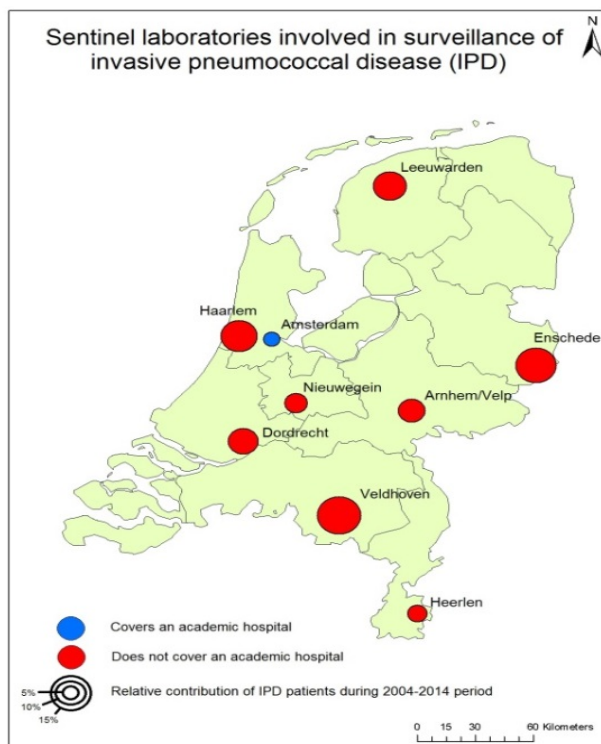 Sentinel laboratories involved in surveillance of
invasive pneumococcal disease (IPD)
N
Leeuwarden
Haarlem
Amsterdam
Enschede
Nieuwegein
Arnhem/Velp
Dordrecht
Veldhoven
Heerlen
Covers an academic hospital
Does not cover an academic hospital
5%
10%
15%
Relative contribution of IPD patients during 2004-2014 period
0 15 30 60 Kilometers